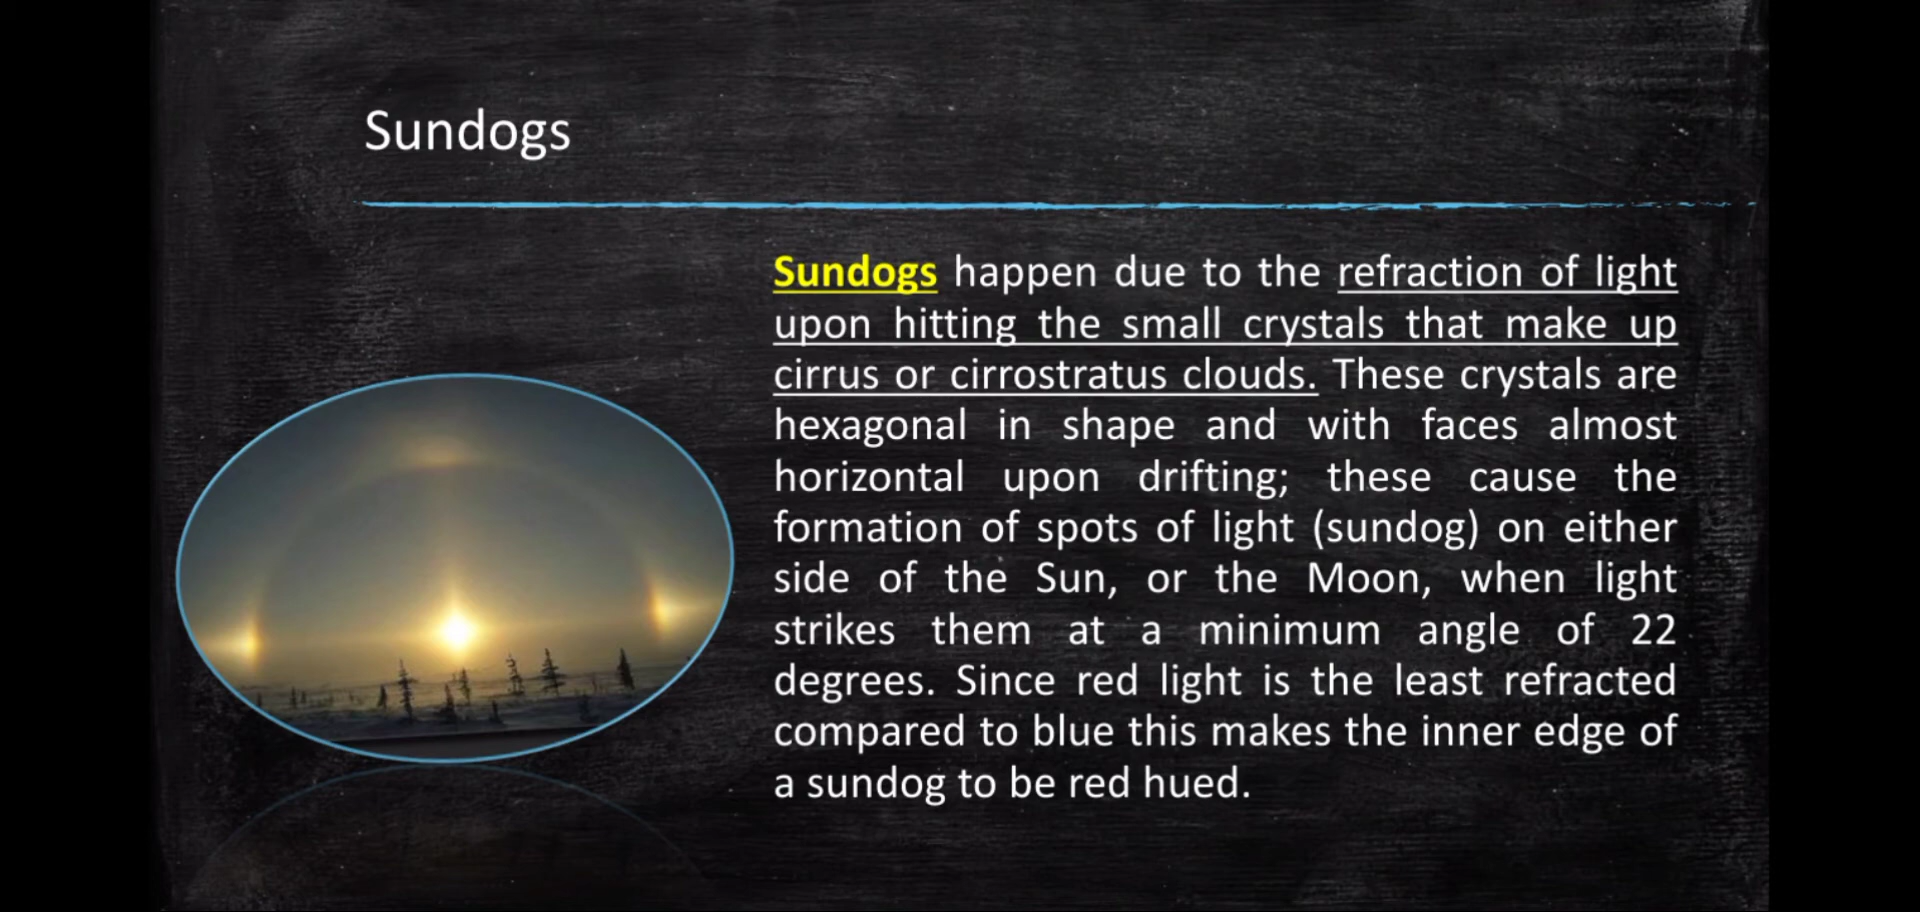 Sundogs
Sundogs happen due to the refraction of light
upon hitting the small crystals that make up
cirrus or cirrostratus clouds. These crystals are
hexagonal in shape and with faces almost
horizontal upon drifting; these cause the
formation of spots of light (sundog) on either
side of the Sun, or the Moon, when light
strikes them at a minimum angle of 22
degrees. Since red light is the least refracted
compared to blue this makes the inner edge of
a sundog to be red hued.